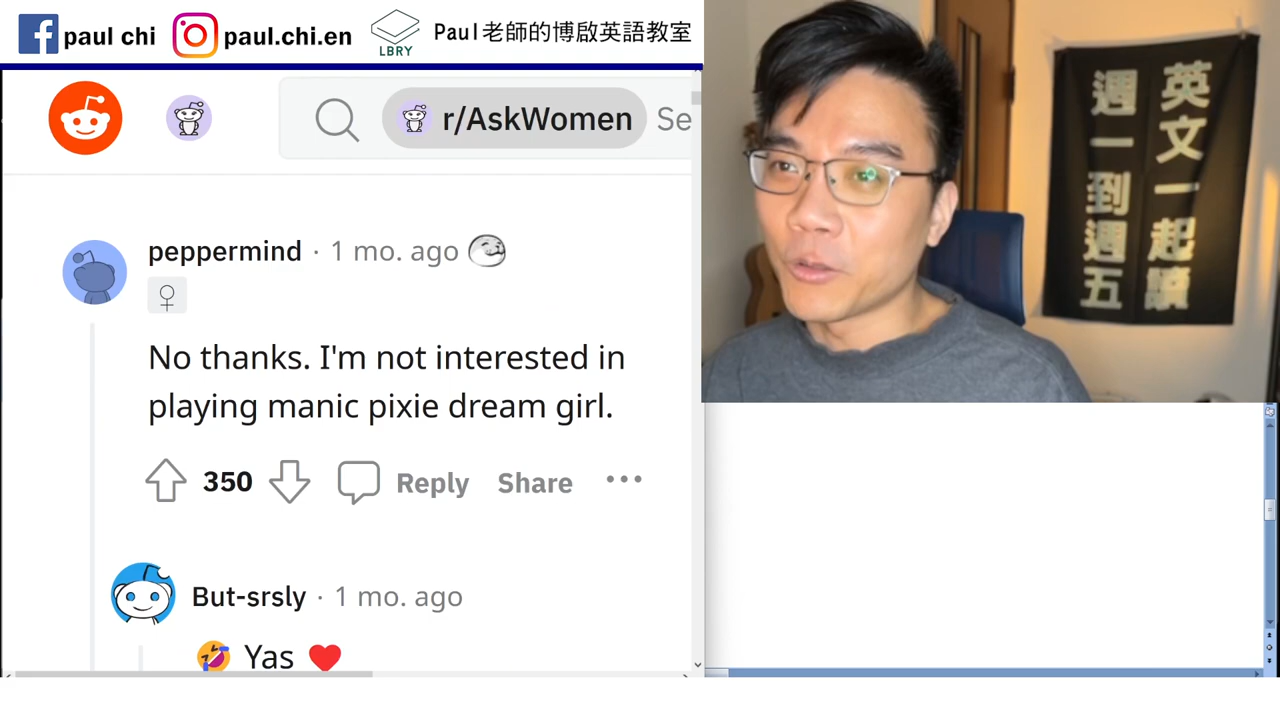 paul chi
paul.chi.en
LBRY
Paul老師的博啟英語教室
r/AskWomen
Se
peppermind · 1 mo. ago
♀
No thanks. I'm not interested in
playing manic pixie dream girl.
350
Reply
Share
But-srsly · 1 mo. ago
🤣 Yas ❤️
英文一起讀
週一到週五